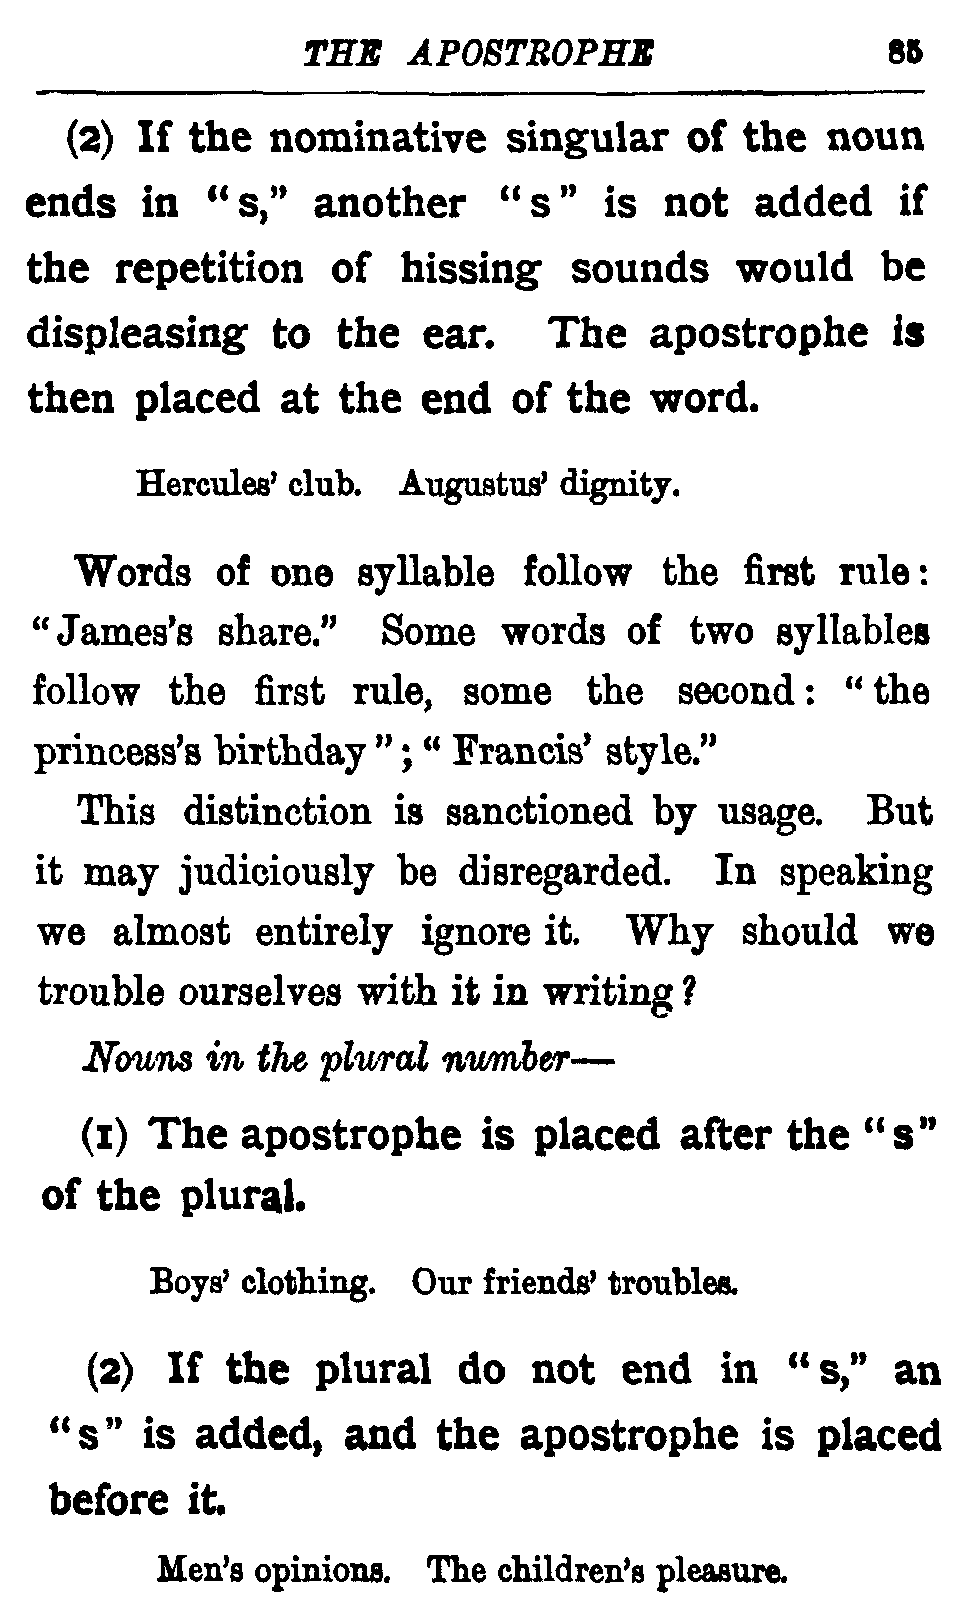 THE APOSTROPHE 85
(2) If the nominative singular of the noun
ends in “s,” another “s” is not added if
the repetition of hissing sounds would be
displeasing to the ear. The apostrophe is
then placed at the end of the word.
Hercules’ club. Augustus’ dignity.
Words of one syllable follow the first rule:
“James’s share.” Some words of two syllables
follow the first rule, some the second: “the
princess’s birthday”; “Francis’ style.”
This distinction is sanctioned by usage. But
it may judiciously be disregarded. In speaking
we almost entirely ignore it. Why should we
trouble ourselves with it in writing?
Nouns in the plural number—
(1) The apostrophe is placed after the “s”
of the plural.
Boys’ clothing. Our friends’ troubles.
(2) If the plural do not end in “s,” an
“s” is added, and the apostrophe is placed
before it.
Men’s opinions. The children’s pleasure.